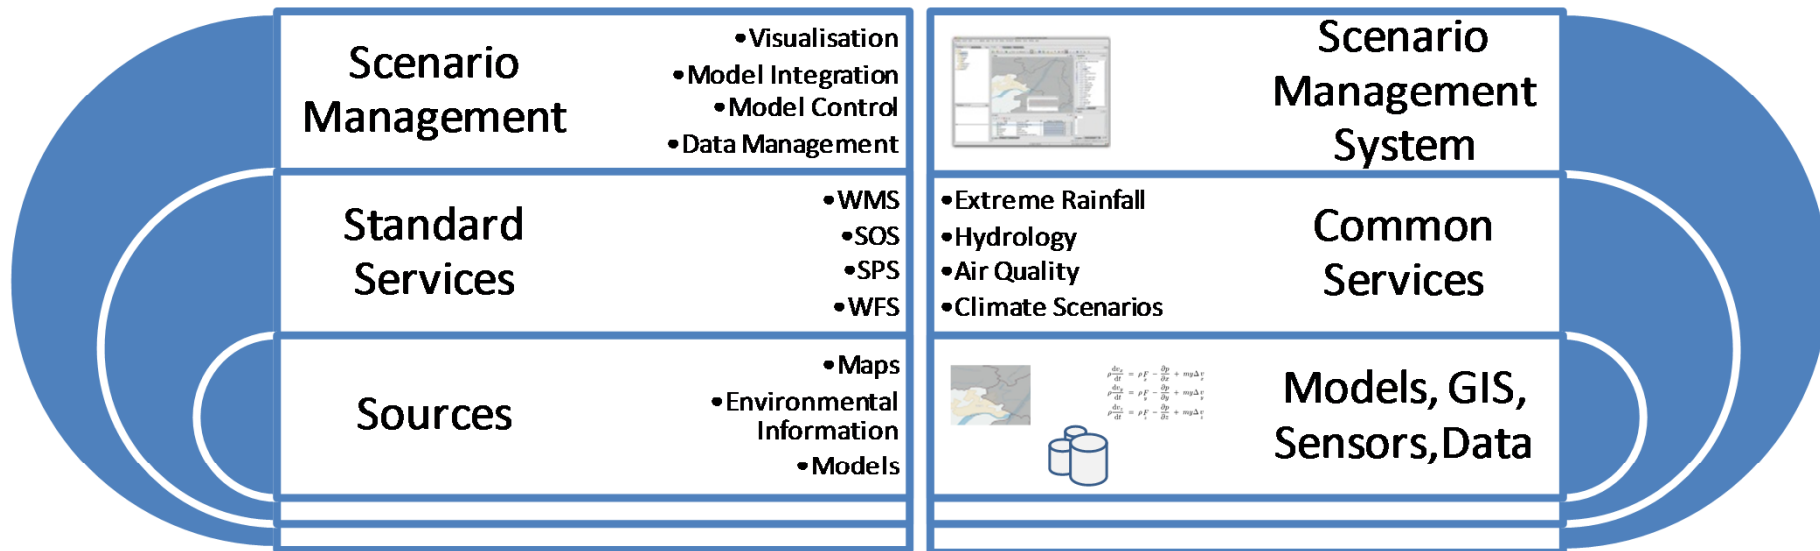 Scenario
Management
•Visualisation
•Model Integration
•Model Control
•Data Management
Standard
Services
•WMS
•SOS
•SPS
•WFS
Sources
•Maps
•Environmental
Information
•Models
Scenario
Management
System
•Extreme Rainfall
•Hydrology
•Air Quality
•Climate Scenarios
Common
Services
Models, GIS,
Sensors,Data